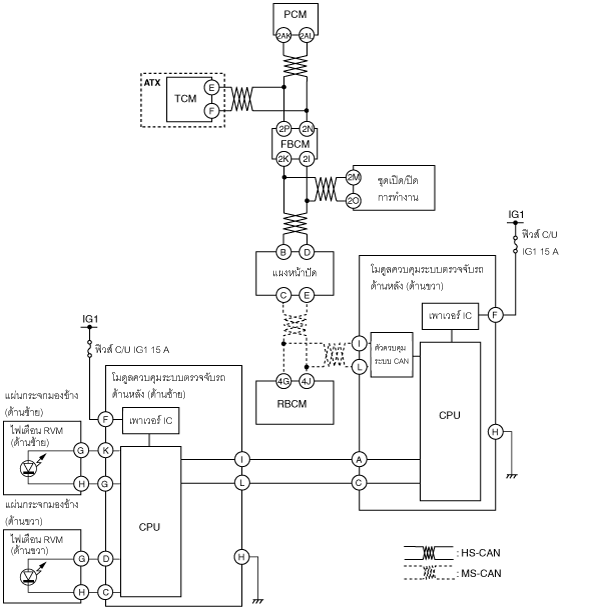 PCM
2AK 2AL
ATX
TCM
E
F
2P 2N
FBCM
2K 2I
2M
2O
ชุดเปิด/ปิด
การทำงาน
B D
แผงหน้าปัด
C E
4G 4J
RBCM
IG1
ฟิวส์ C/U
IG1 15 A
โมดูลควบคุมระบบตรวจจับรถ
ด้านหลัง (ด้านขวา)
เพาเวอร์ IC
F
I
L
ตัวควบคุม
ระบบ CAN
CPU
H
A
C
IG1
ฟิวส์ C/U IG1 15 A
โมดูลควบคุมระบบตรวจจับรถ
ด้านหลัง (ด้านซ้าย)
F
เพาเวอร์ IC
แผ่นกระจกมองข้าง
(ด้านซ้าย)
ไฟเตือน RVM
(ด้านซ้าย)
G K
H G
I
L
CPU
แผ่นกระจกมองข้าง
(ด้านขวา)
ไฟเตือน RVM
(ด้านขวา)
G D
H C
H
: HS-CAN
: MS-CAN